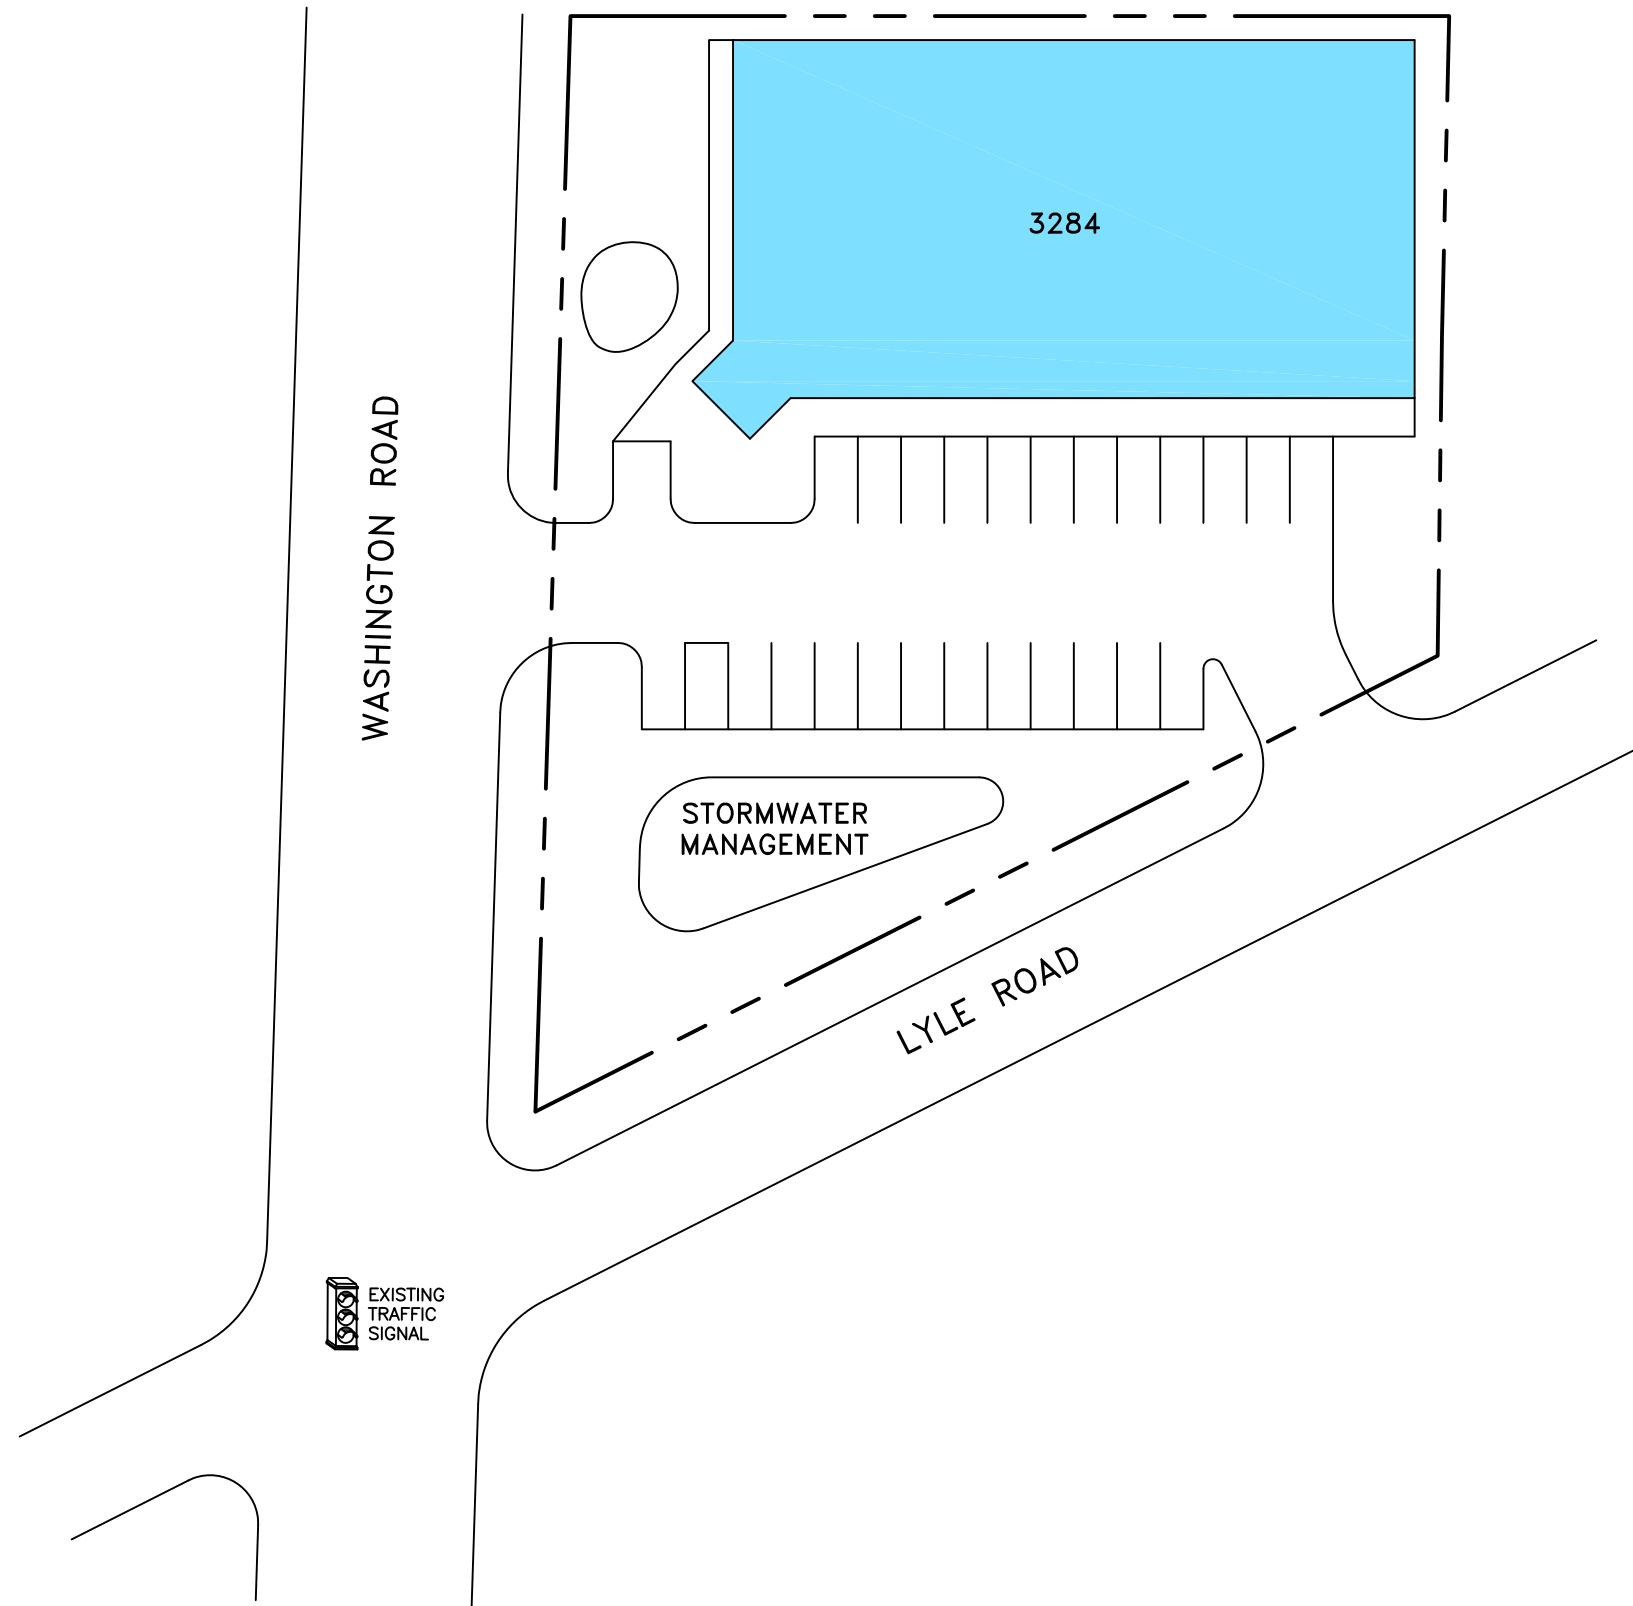 3284
WASHINGTON ROAD
STORMWATER
MANAGEMENT
LYLE ROAD
EXISTING
TRAFFIC
SIGNAL